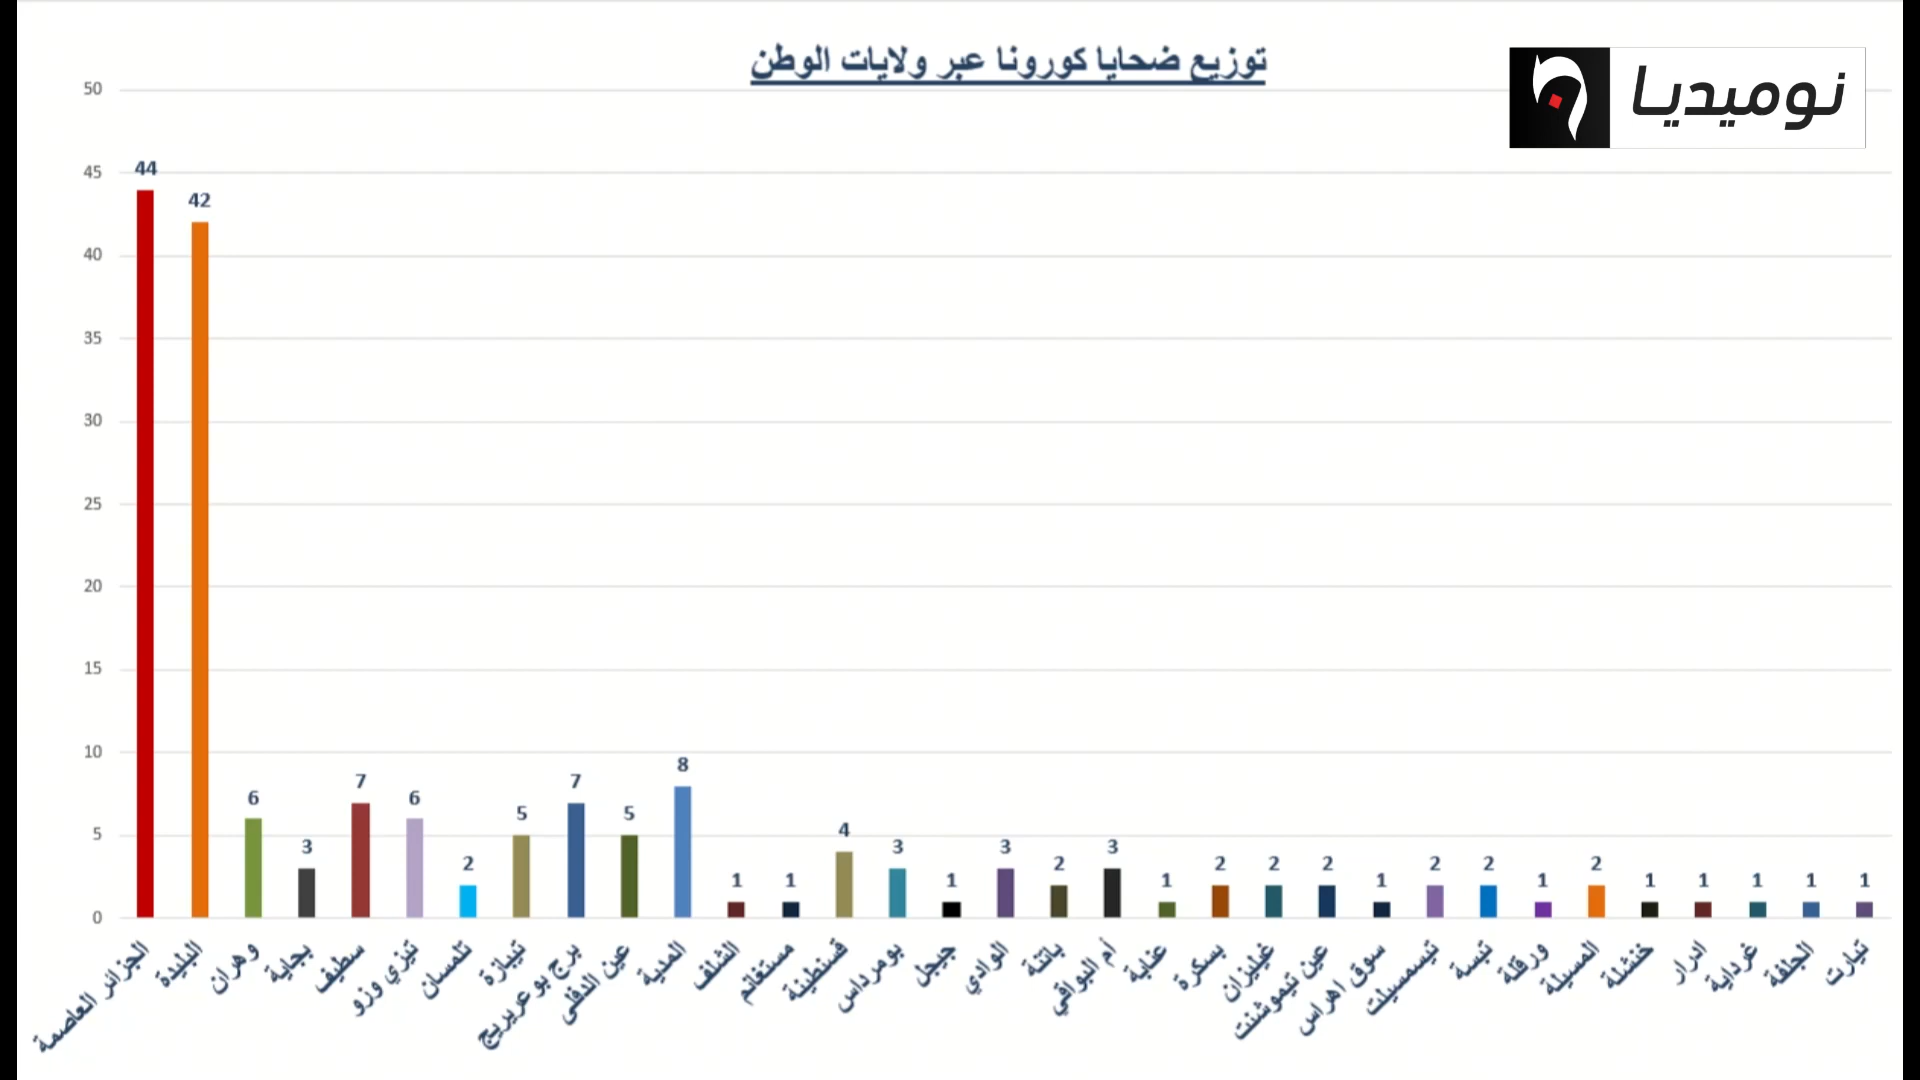 توزيع ضحايا كورونا عبر ولايات الوطن
نوميديا
50
45
40
35
30
25
20
15
10
5
0
44
42
6
3
7
6
2
5
7
5
8
1
1
4
3
1
3
2
3
1
2
2
2
1
2
2
1
2
1
1
1
1
1
الجزائر العاصمة
البليدة
وهران
بجاية
سطيف
تيزي وزو
تلمسان
تيبازة
برج بوعريريج
عين الدفلى
المدية
الشلف
مستغانم
قسنطينة
بومرداس
جيجل
الوادي
باتنة
أم البواقي
عنابة
بسكرة
غيليزان
عين تيموشنت
سوق اهراس
تيسمسيلت
تبسة
ورقلة
المسيلة
خنشلة
ادرار
غرداية
الجلفة
تيارت